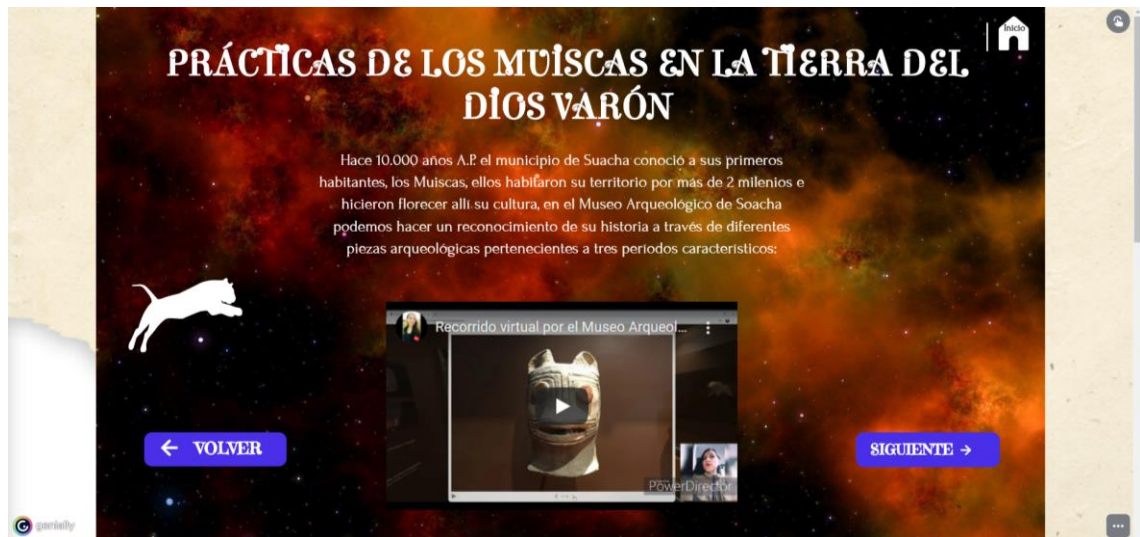 Inicio
PRÁCTICAS DE LOS MUISCAS EN LA TIERRA DEL
DIOS VARÓN
Hace 10.000 años A.P. el municipio de Suacha conoció a sus primeros
habitantes, los Muiscas, ellos habitaron su territorio por más de 2 milenios e
hicieron florecer allí su cultura, en el Museo Arqueológico de Soacha
podemos hacer un reconocimiento de su historia a través de diferentes
piezas arqueológicas pertenecientes a tres períodos característicos:
Recorrido virtual por el Museo Arqueol...
PowerDirector
← VOLVER
SIGUIENTE →
genially